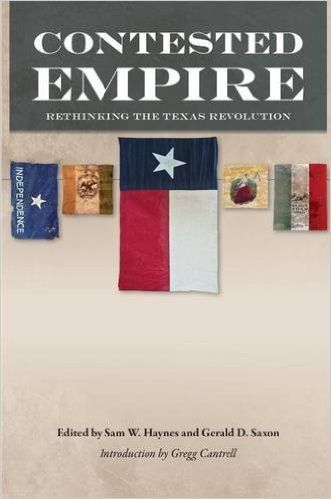 CONTESTED
EMPIRE
RETHINKING THE TEXAS REVOLUTION
INDEPENDENCE
Edited by Sam W. Haynes and Gerald D. Saxon
Introduction by Gregg Cantrell